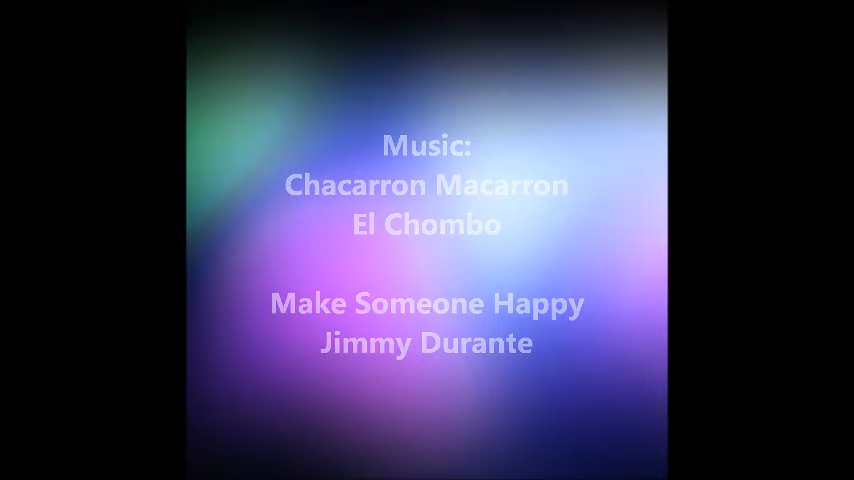 Music:
Chacarron Macarron
El Chombo
Make Someone Happy
Jimmy Durante